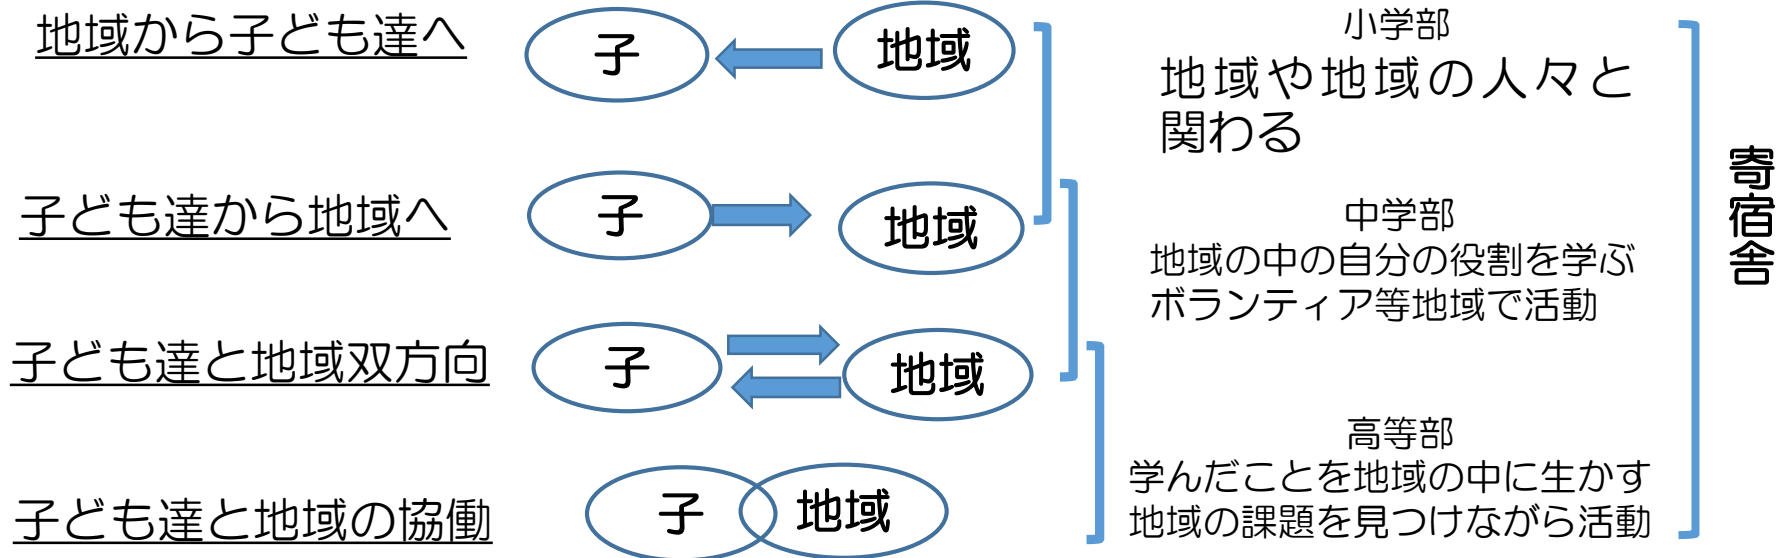 地域から子ども達へ
子
地域
子ども達から地域へ
子
地域
子ども達と地域双方向
子
地域
子ども達と地域の協働
子
地域
小学部
地域や地域の人々と
関わる
中学部
地域の中の自分の役割を学ぶ
ボランティア等地域で活動
高等部
学んだことを地域の中に生かす
地域の課題を見つけながら活動
寄宿舎